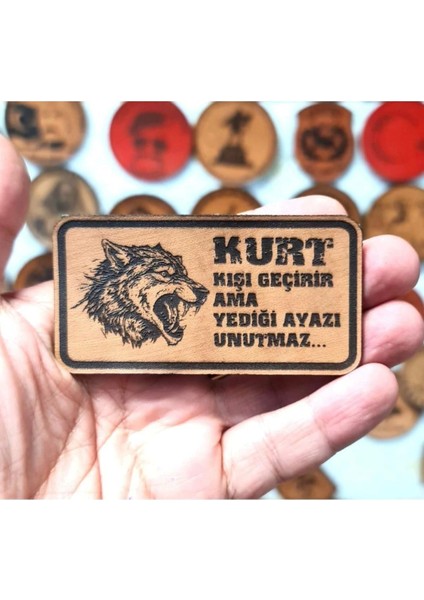 KURT
KIŞI GEÇİRİR
AMA
YEDİĞİ AYAZI
UNUTMAZ...